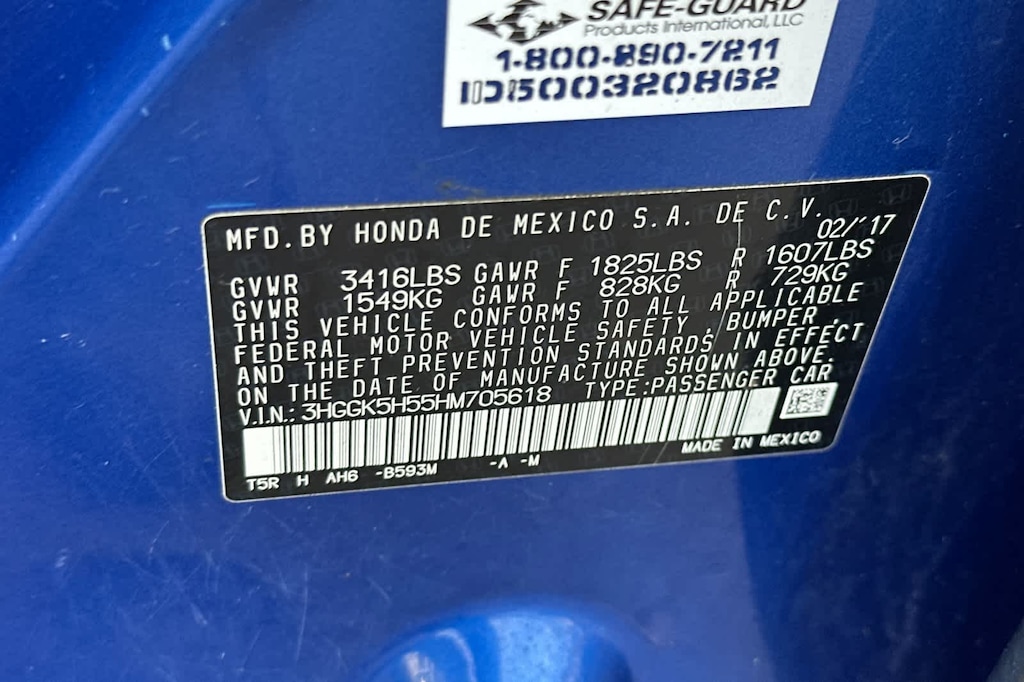 SAFE-GUARD
Products International, LLC
1-800-890-7211
ID500320862
MFD.BY HONDA DE MEXICO S.A. DE C.V.
02/'17
GVWR 3416LBS GAWR F 1825LBS R 1607LBS
GVWR 1549KG GAWR F 828KG R 729KG
THIS VEHICLE CONFORMS TO ALL APPLICABLE
FEDERAL MOTOR VEHICLE SAFETY, BUMPER,
AND THEFT PREVENTION STANDARDS IN EFFECT
ON THE DATE OF MANUFACTURE SHOWN ABOVE.
V.I.N.:3HGGK5H55HM705618 TYPE:PASSENGER CAR
MADE IN MEXICO
T5R H AH6 -B593M -A -M